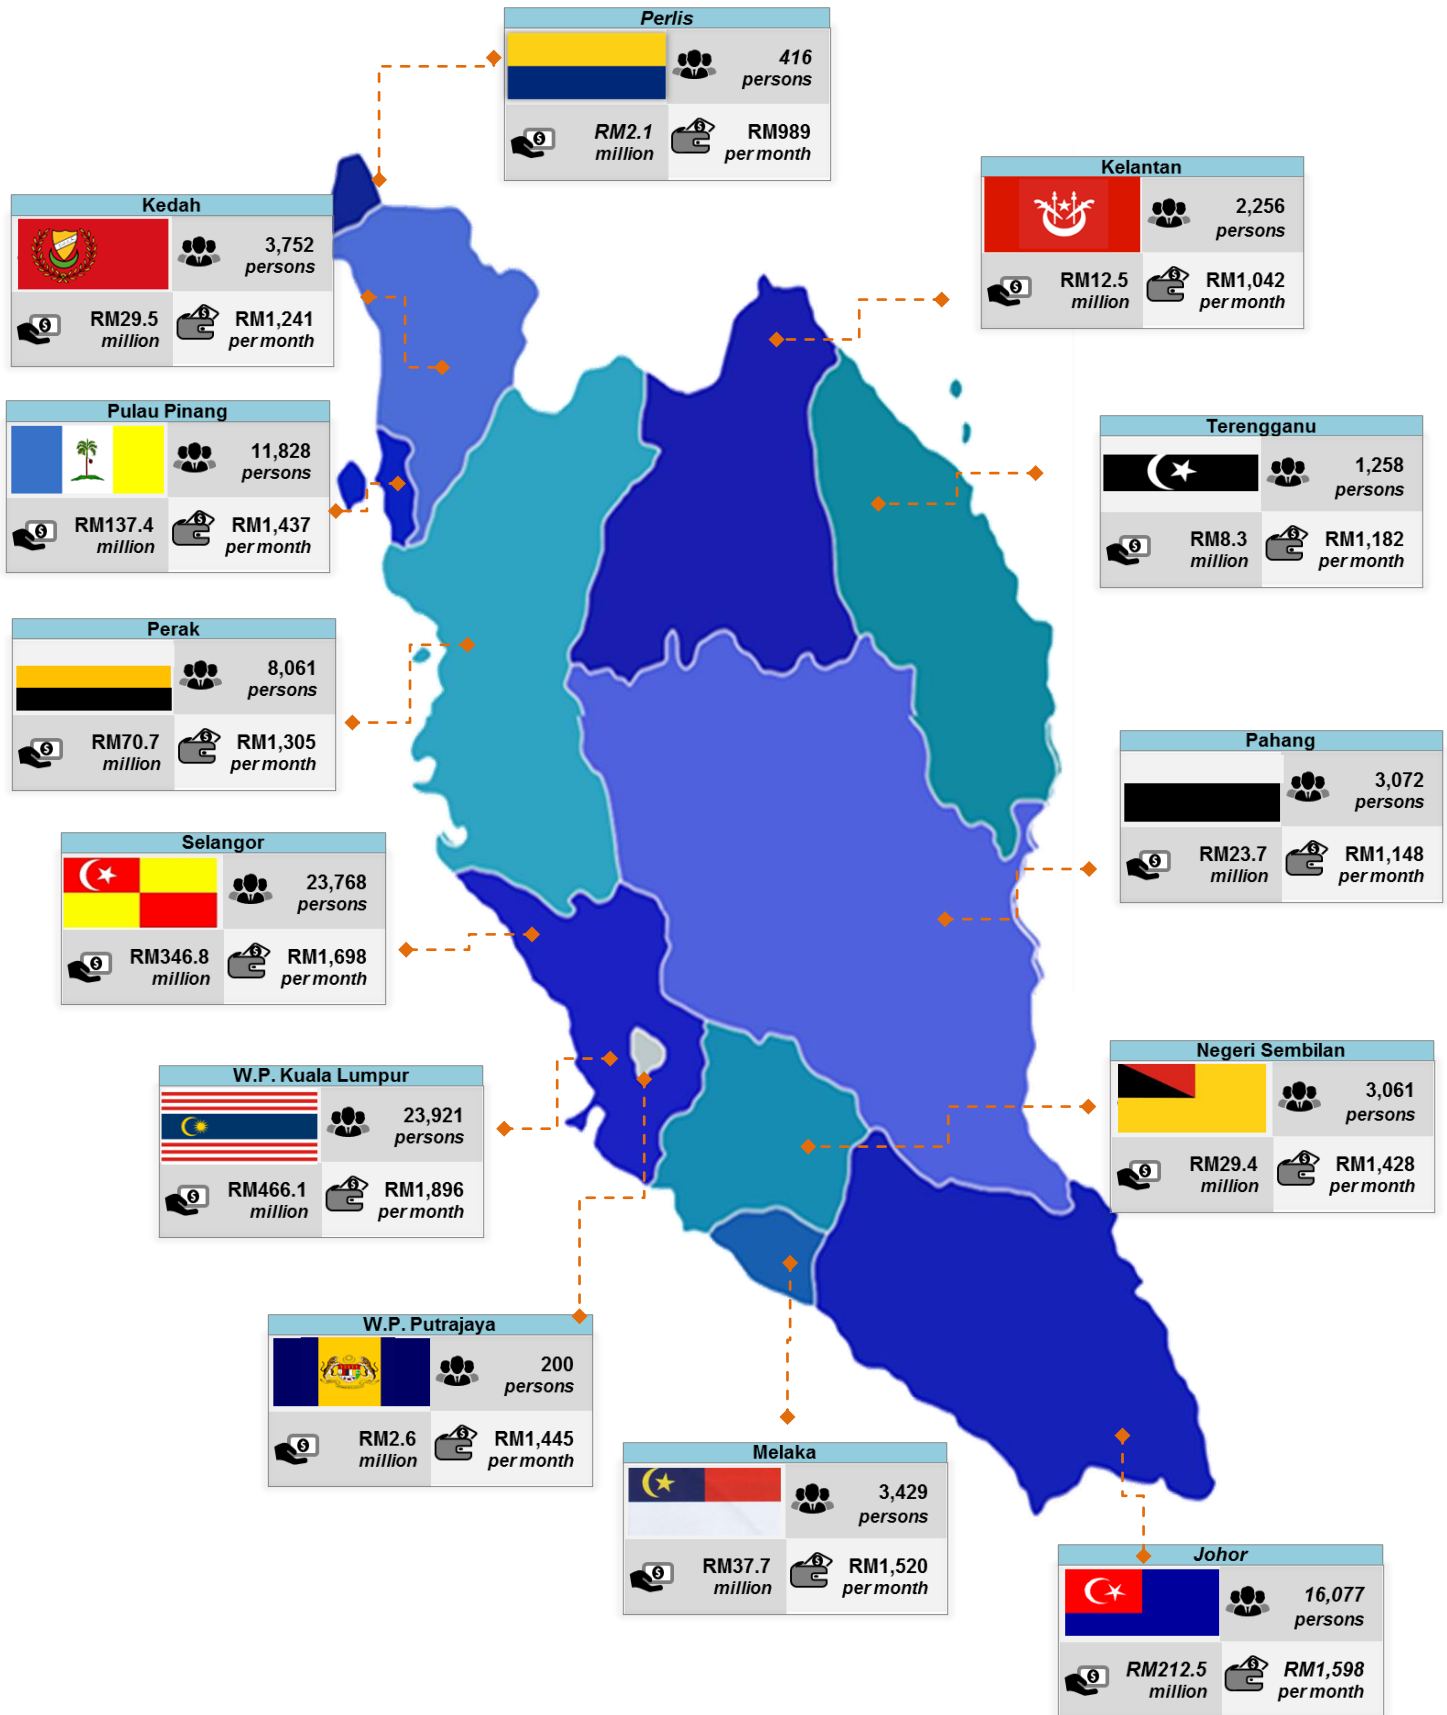 Perlis
416
persons
RM2.1
million
RM989
per month
Kelantan
2,256
persons
RM12.5
million
RM1,042
per month
Kedah
3,752
persons
RM29.5
million
RM1,241
per month
Pulau Pinang
11,828
persons
RM137.4
million
RM1,437
per month
Terengganu
1,258
persons
RM8.3
million
RM1,182
per month
Perak
8,061
persons
RM70.7
million
RM1,305
per month
Pahang
3,072
persons
RM23.7
million
RM1,148
per month
Selangor
23,768
persons
RM346.8
million
RM1,698
per month
Negeri Sembilan
3,061
persons
RM29.4
million
RM1,428
per month
W.P. Kuala Lumpur
23,921
persons
RM466.1
million
RM1,896
per month
W.P. Putrajaya
200
persons
RM2.6
million
RM1,445
per month
Melaka
3,429
persons
RM37.7
million
RM1,520
per month
Johor
16,077
persons
RM212.5
million
RM1,598
per month